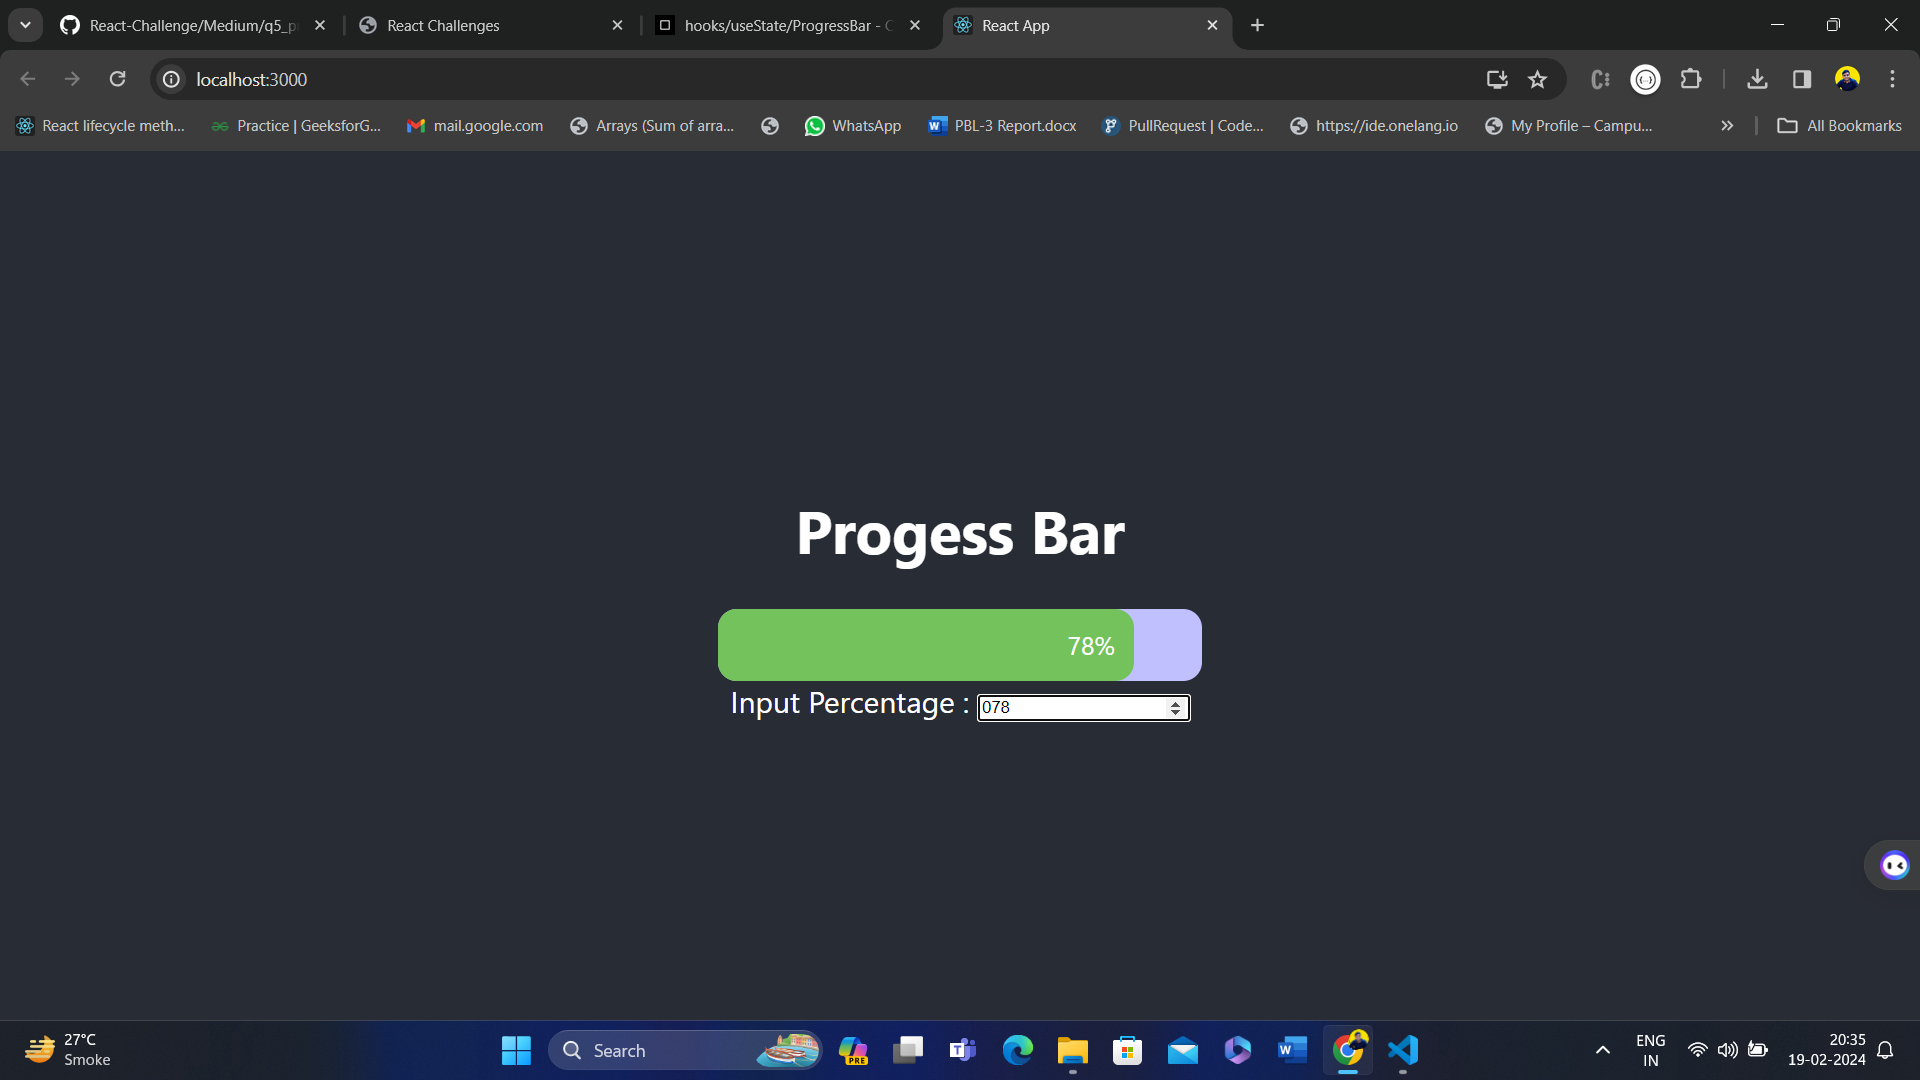 React-Challenge/Medium/q5_p
React Challenges
hooks/useState/ProgressBar - C
React App
localhost:3000
React lifecycle meth...
Practice | GeeksforG...
mail.google.com
Arrays (Sum of arra...
WhatsApp
PBL-3 Report.docx
PullRequest | Code...
https://ide.onelang.io
My Profile – Campu...
All Bookmarks
Progess Bar
78%
Input Percentage : 078
27°C
Smoke
Search
PRE
ENG
IN
20:35
19-02-2024